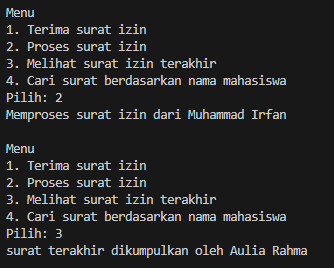 Menu
1. Terima surat izin
2. Proses surat izin
3. Melihat surat izin terakhir
4. Cari surat berdasarkan nama mahasiswa
Pilih: 2
Memproses surat izin dari Muhammad Irfan

Menu
1. Terima surat izin
2. Proses surat izin
3. Melihat surat izin terakhir
4. Cari surat berdasarkan nama mahasiswa
Pilih: 3
surat terakhir dikumpulkan oleh Aulia Rahma